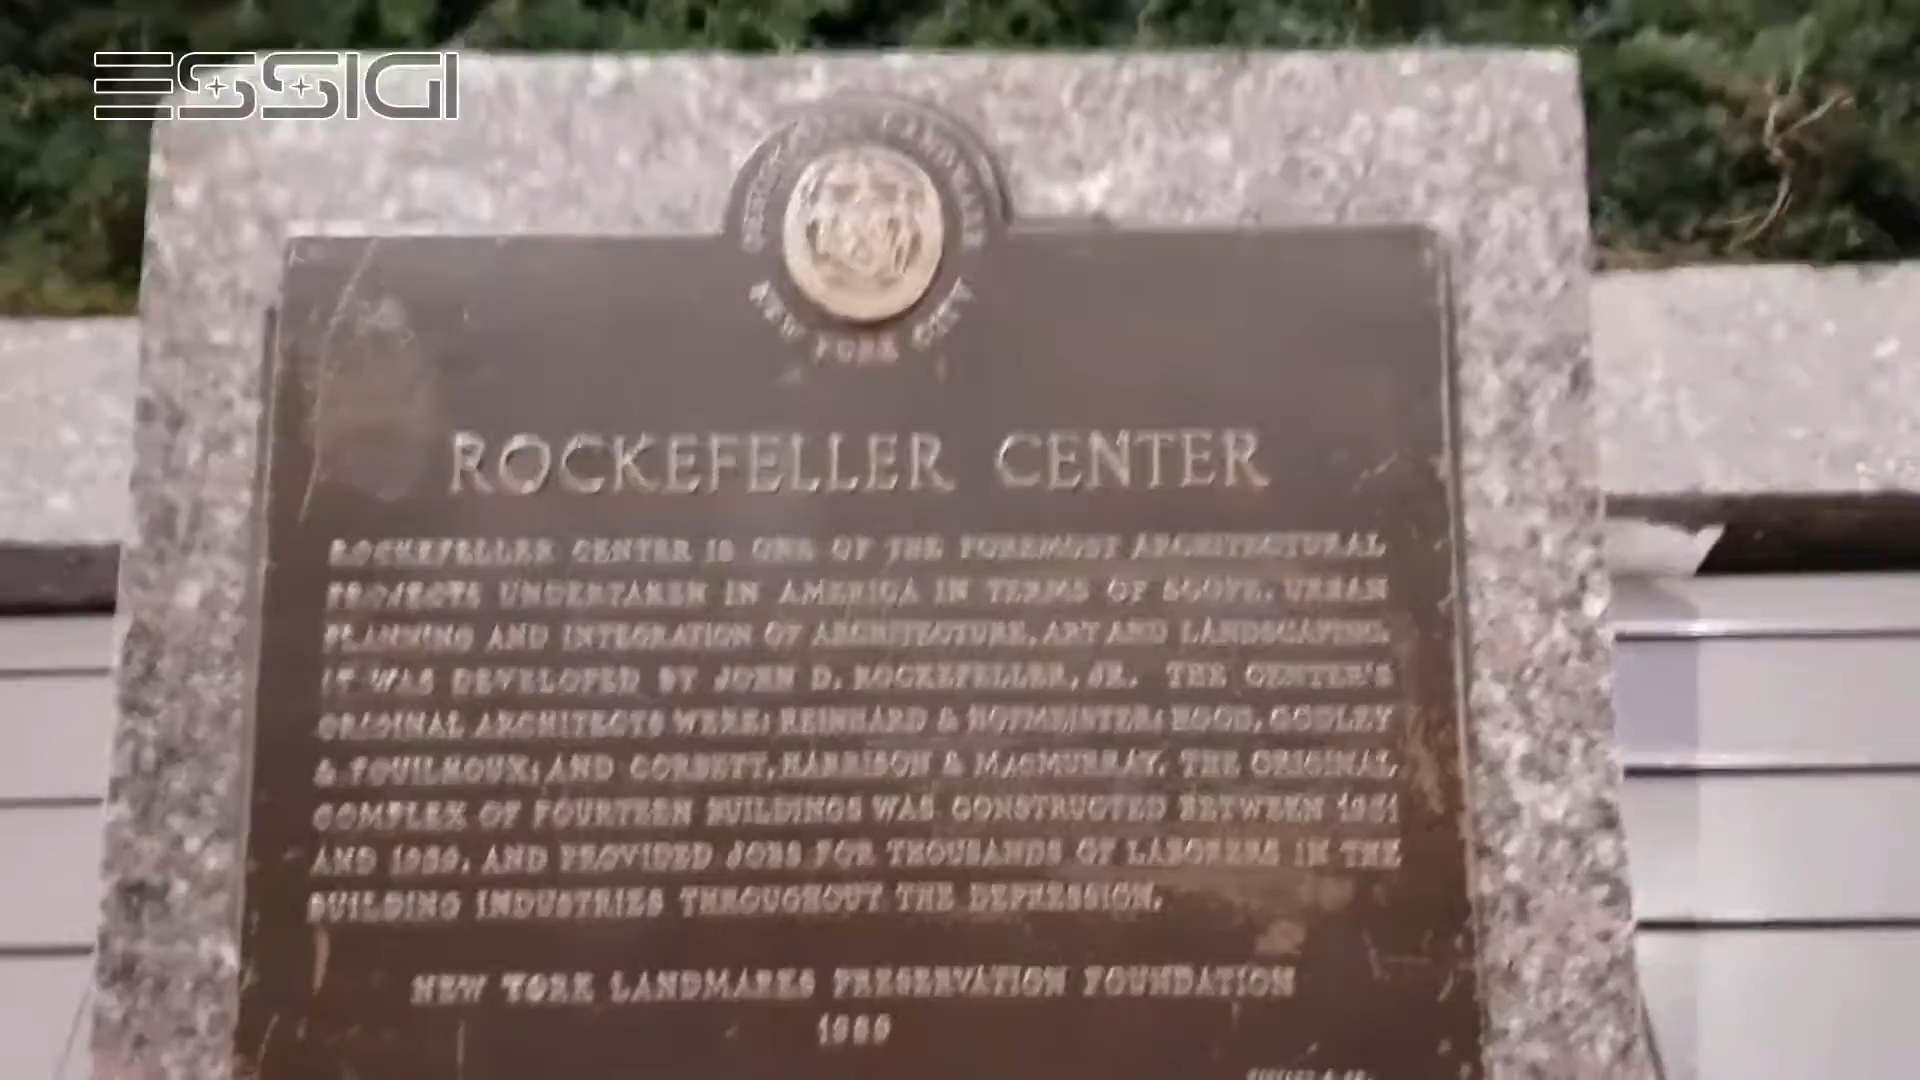 ESSIGI
LANDMARK
NEW YORK CITY
ROCKEFELLER CENTER
ROCKEFELLER CENTER IS ONE OF THE FOREMOST ARCHITECTURAL
PROJECTS UNDERTAKEN IN AMERICA IN TERMS OF SCOPE, URBAN
PLANNING AND INTEGRATION OF ARCHITECTURE, ART AND LANDSCAPING.
IT WAS DEVELOPED BY JOHN D. ROCKEFELLER, JR. THE CENTER'S
ORIGINAL ARCHITECTS WERE: REINHARD & HOFMEISTER; HOOD, GODLEY
& FOUILHOUX; AND CORBETT, HARRISON & MACMURRAY. THE ORIGINAL
COMPLEX OF FOURTEEN BUILDINGS WAS CONSTRUCTED BETWEEN 1931
AND 1939, AND PROVIDED JOBS FOR THOUSANDS OF LABORERS IN THE
BUILDING INDUSTRIES THROUGHOUT THE DEPRESSION.
NEW YORK LANDMARKS PRESERVATION FOUNDATION